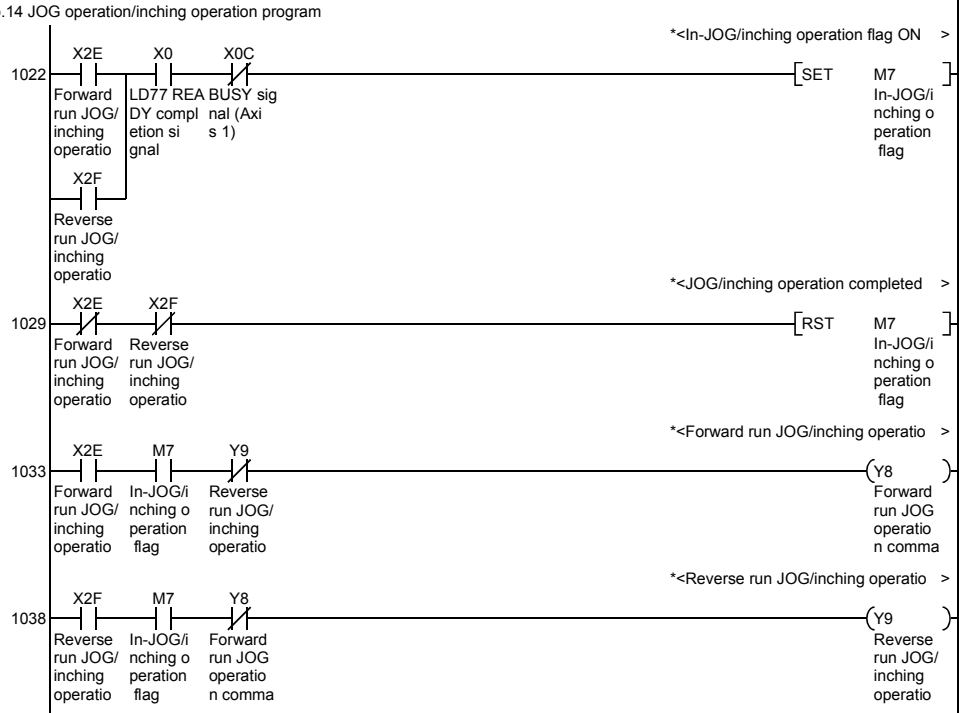 .14 JOG operation/inching operation program
*<In-JOG/inching operation flag ON >
X2E X0 X0C
1022 SET M7
Forward LD77 REA BUSY sig In-JOG/i
run JOG/ DY compl nal (Axi nching o
inching etion si s 1) peration
operatio gnal flag
X2F
Reverse
run JOG/
inching
operatio
*<JOG/inching operation completed >
X2E X2F
1029 RST M7
Forward Reverse In-JOG/i
run JOG/ run JOG/ nching o
inching inching peration
operatio operatio flag
*<Forward run JOG/inching operatio >
X2E M7 Y9
1033 Y8
Forward In-JOG/i Reverse Forward
run JOG/ nching o run JOG/ run JOG
inching peration inching operatio
operatio flag operatio n comma
*<Reverse run JOG/inching operatio >
X2F M7 Y8
1038 Y9
Reverse In-JOG/i Forward Reverse
run JOG/ nching o run JOG run JOG/
inching peration operatio inching
operatio flag n comma operatio